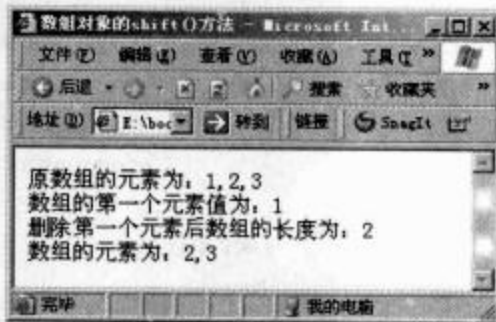 数组对象的shift()方法 - Microsoft Int...
文件(F) 编辑(E) 查看(V) 收藏(A) 工具(T »
后退 搜索 收藏夹 »
地址(D) E:\boo 转到 链接 SnagIt
原数组的元素为：1,2,3
数组的第一个元素值为：1
删除第一个元素后数组的长度为：2
数组的元素为：2,3
完毕 我的电脑